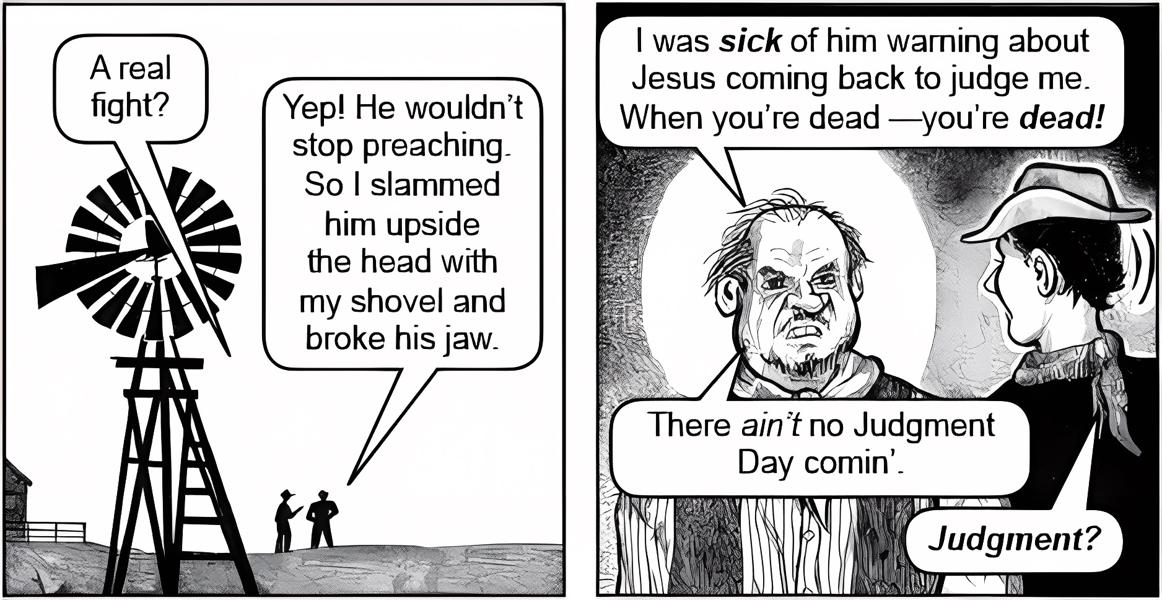 A real
fight?
Yep! He wouldn't
stop preaching.
So I slammed
him upside
the head with
my shovel and
broke his jaw.
I was sick of him warning about
Jesus coming back to judge me.
When you're dead —you're dead!
There ain't no Judgment
Day comin'.
Judgment?